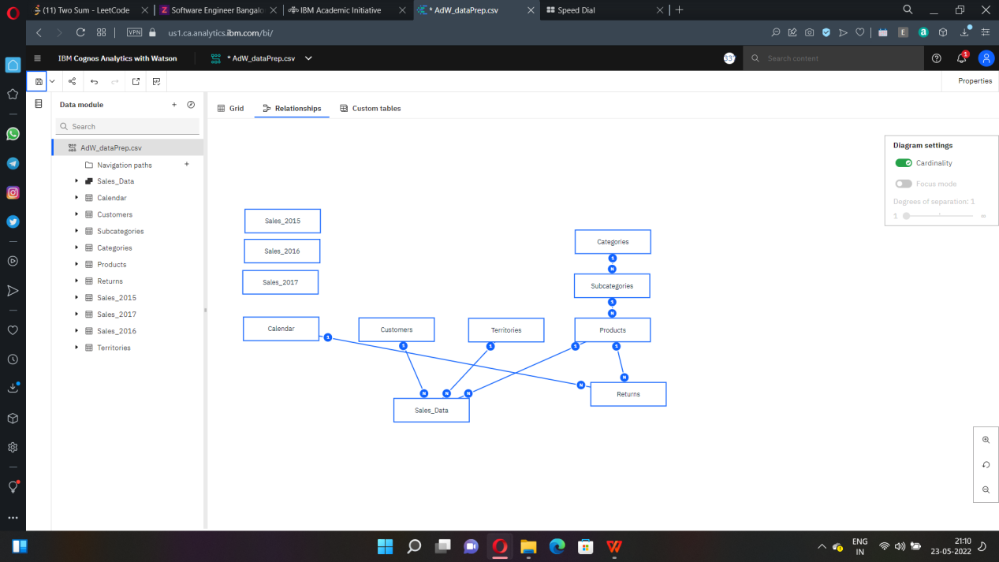 (11) Two Sum - LeetCode
Software Engineer Bangalo
IBM Academic Initiative
* AdW_dataPrep.csv
Speed Dial
VPN
us1.ca.analytics.ibm.com/bi/
IBM Cognos Analytics with Watson
* AdW_dataPrep.csv
33°
Search content
1
Properties
Data module
Search
AdW_dataPrep.csv
Navigation paths
Sales_Data
Calendar
Customers
Subcategories
Categories
Products
Returns
Sales_2015
Sales_2017
Sales_2016
Territories
Grid
Relationships
Custom tables
Diagram settings
Cardinality
Focus mode
Degrees of separation: 1
1 ∞
Sales_2015
Sales_2016
Sales_2017
Categories
1
N
Subcategories
1
N
Calendar
Customers
Territories
Products
1
1
1
1
1
N
N
N
N
N
Returns
Sales_Data
ENG
IN
21:10
23-05-2022